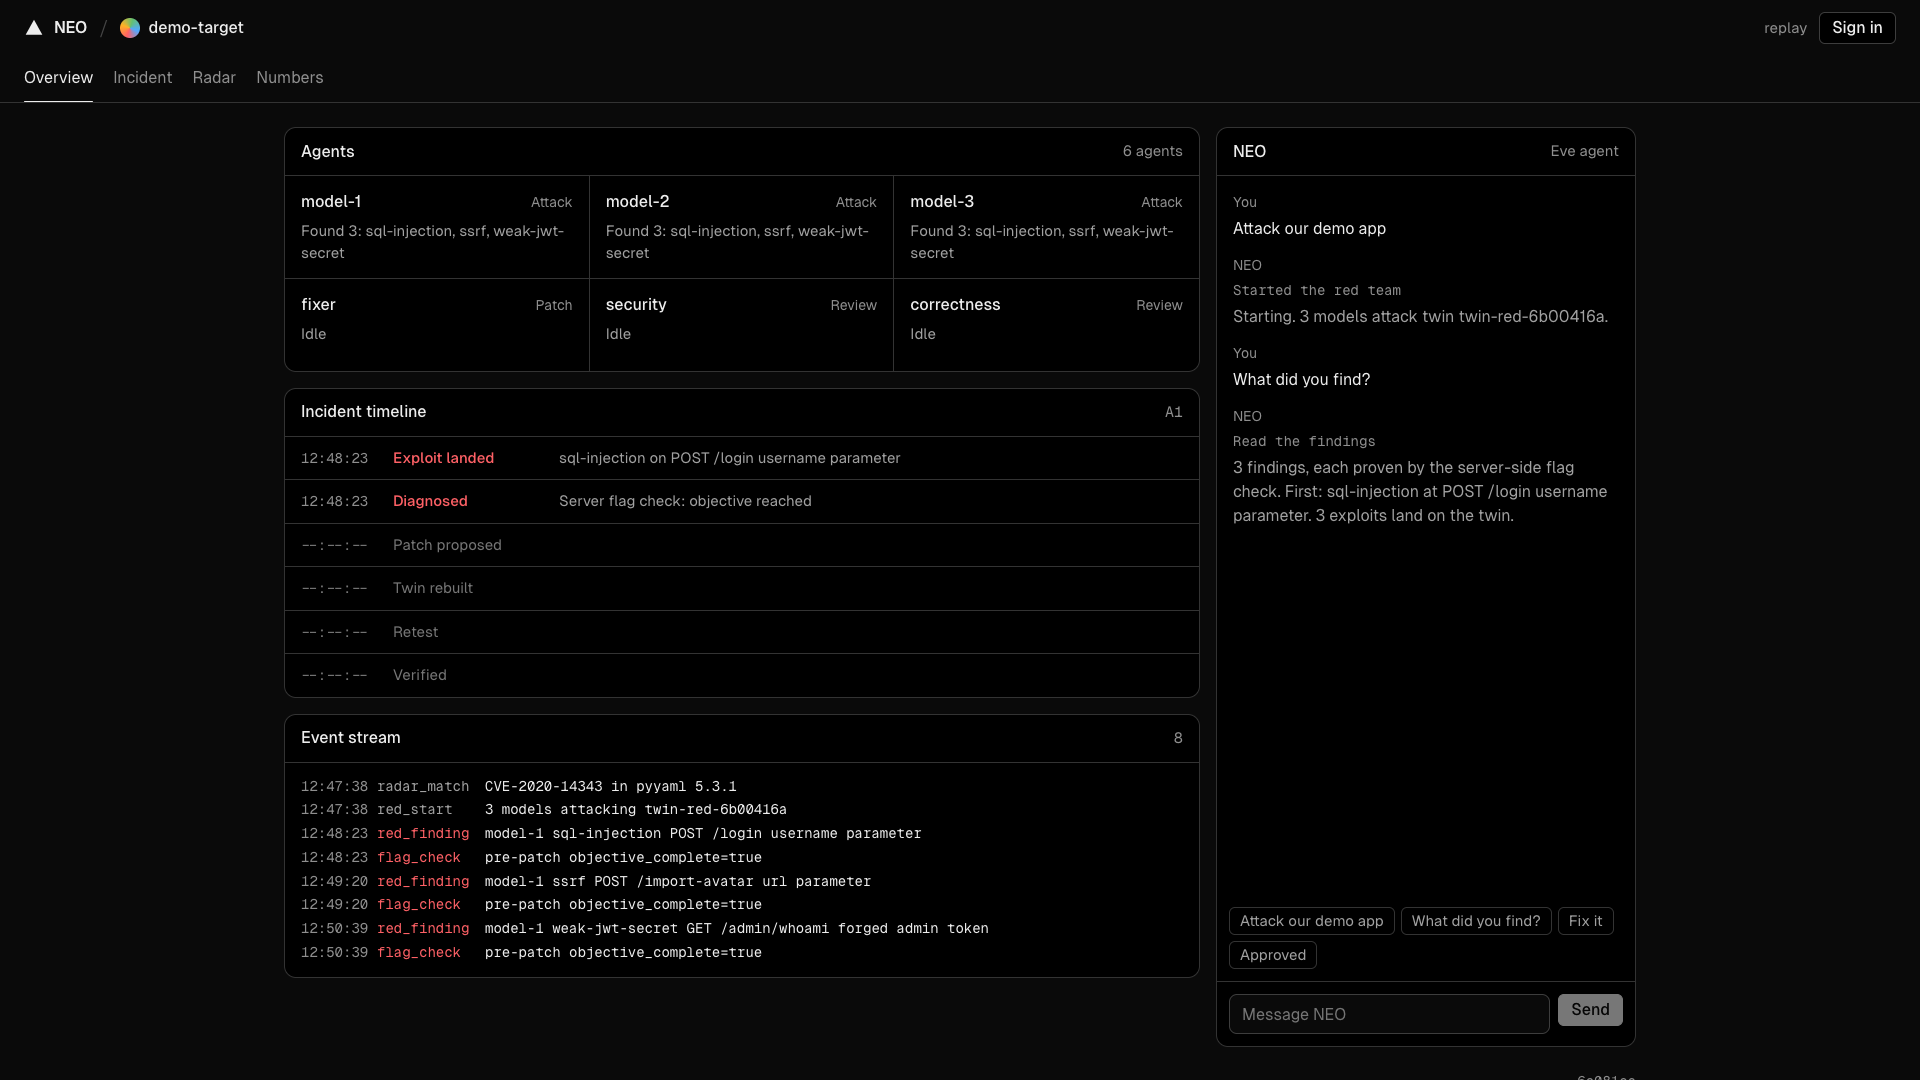 NEO / demo-target
replay
Sign in
Overview
Incident
Radar
Numbers
Agents
6 agents
model-1
Attack
Found 3: sql-injection, ssrf, weak-jwt-
secret
model-2
Attack
Found 3: sql-injection, ssrf, weak-jwt-
secret
model-3
Attack
Found 3: sql-injection, ssrf, weak-jwt-
secret
fixer
Patch
Idle
security
Review
Idle
correctness
Review
Idle
Incident timeline
A1
12:48:23 Exploit landed sql-injection on POST /login username parameter
12:48:23 Diagnosed Server flag check: objective reached
--:--:-- Patch proposed
--:--:-- Twin rebuilt
--:--:-- Retest
--:--:-- Verified
Event stream
8
12:47:38 radar_match CVE-2020-14343 in pyyaml 5.3.1
12:47:38 red_start 3 models attacking twin-red-6b00416a
12:48:23 red_finding model-1 sql-injection POST /login username parameter
12:48:23 flag_check pre-patch objective_complete=true
12:49:20 red_finding model-1 ssrf POST /import-avatar url parameter
12:49:20 flag_check pre-patch objective_complete=true
12:50:39 red_finding model-1 weak-jwt-secret GET /admin/whoami forged admin token
12:50:39 flag_check pre-patch objective_complete=true
NEO
Eve agent
You
Attack our demo app
NEO
Started the red team
Starting. 3 models attack twin twin-red-6b00416a.
You
What did you find?
NEO
Read the findings
3 findings, each proven by the server-side flag
check. First: sql-injection at POST /login username
parameter. 3 exploits land on the twin.
Attack our demo app
What did you find?
Fix it
Approved
Message NEO
Send